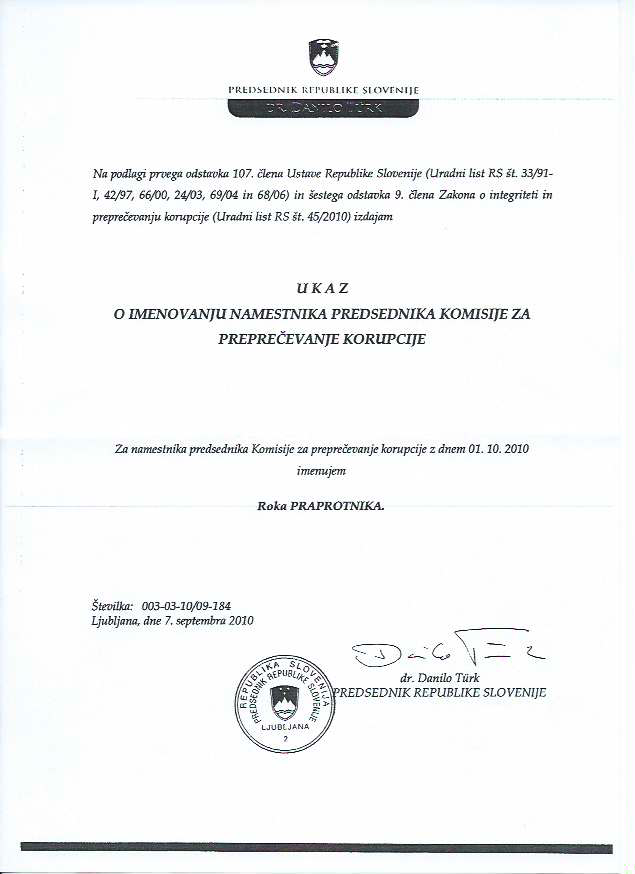 PREDSEDNIK REPUBLIKE SLOVENIJE
DR. DANILO TÜRK
Na podlagi prvega odstavka 107. člena Ustave Republike Slovenije (Uradni list RS št. 33/91-
I, 42/97, 66/00, 24/03, 69/04 in 68/06) in šestega odstavka 9. člena Zakona o integriteti in
preprečevanju korupcije (Uradni list RS št. 45/2010) izdajam
U K A Z
O IMENOVANJU NAMESTNIKA PREDSEDNIKA KOMISIJE ZA
PREPREČEVANJE KORUPCIJE
Za namestnika predsednika Komisije za preprečevanje korupcije z dnem 01. 10. 2010
imenujem
Roka PRAPROTNIKA.
Številka: 003-03-10/09-184
Ljubljana, dne 7. septembra 2010
Danilo Türk
dr. Danilo Türk
PREDSEDNIK REPUBLIKE SLOVENIJE
REPUBLIKA SLOVENIJA
PREDSEDNIK REPUBLIKE SLOVENIJE
LJUBLJANA
2